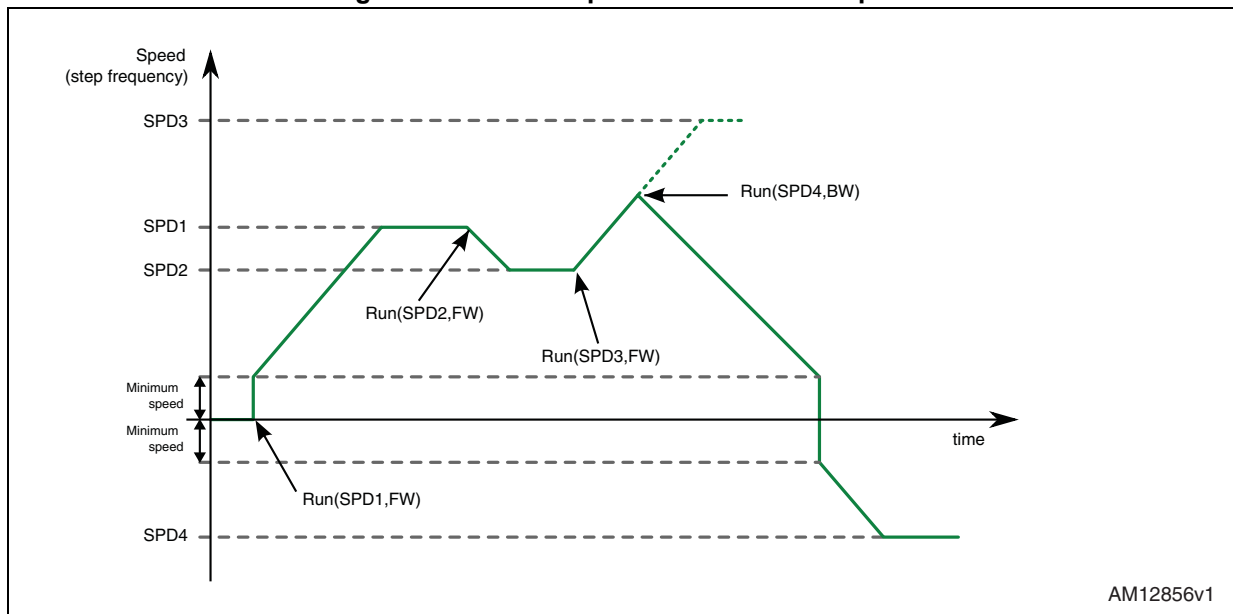 Speed
(step frequency)
SPD3
Run(SPD4,BW)
SPD1
SPD2
Run(SPD2,FW)
Run(SPD3,FW)
Minimum
speed
Minimum
speed
time
Run(SPD1,FW)
SPD4
AM12856v1